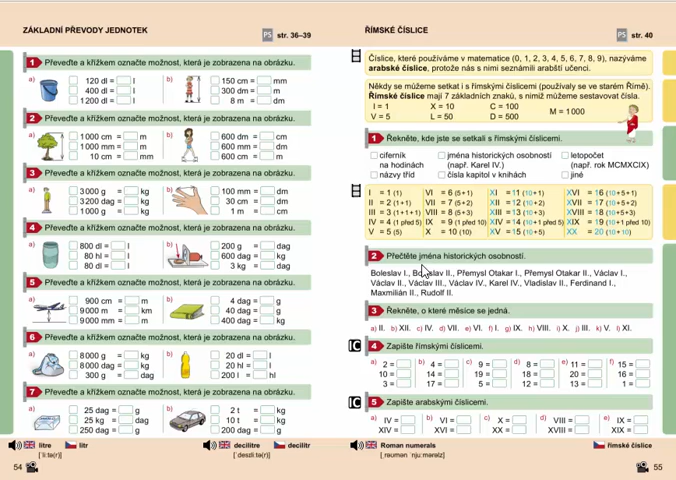 ZÁKLADNÍ PŘEVODY JEDNOTEK
PS str. 36–39
1 Převeďte a křížkem označte možnost, která je zobrazena na obrázku.
a) 120 dl = l
400 dl = l
1 200 dl = l
b) 150 cm = mm
300 dm = m
8 m = dm
2 Převeďte a křížkem označte možnost, která je zobrazena na obrázku.
a) 1 000 cm = m
1 000 mm = m
10 cm = mm
b) 600 dm = cm
600 mm = dm
600 cm = m
3 Převeďte a křížkem označte možnost, která je zobrazena na obrázku.
a) 3 000 g = kg
3 200 dag = kg
1 000 g = kg
b) 100 mm = dm
30 cm = dm
1 m = cm
4 Převeďte a křížkem označte možnost, která je zobrazena na obrázku.
a) 800 dl = l
80 hl = l
80 dl = l
b) 200 g = dag
600 dag = kg
3 kg = dag
5 Převeďte a křížkem označte možnost, která je zobrazena na obrázku.
a) 900 cm = m
9 000 m = km
9 000 mm = m
b) 4 dag = g
40 dag = g
400 dag = kg
6 Převeďte a křížkem označte možnost, která je zobrazena na obrázku.
a) 8 000 g = kg
8 000 dag = kg
300 g = dag
b) 20 dl = l
20 hl = l
200 l = hl
7 Převeďte a křížkem označte možnost, která je zobrazena na obrázku.
a) 25 dag = g
25 kg = dag
250 dag = g
b) 2 t = kg
10 t = kg
200 dag = g
litre litr
[ˈliːtə(r)]
decilitre decilitr
[ˈdesɪliːtə(r)]
54
ŘÍMSKÉ ČÍSLICE
PS str. 40
Číslice, které používáme v matematice (0, 1, 2, 3, 4, 5, 6, 7, 8, 9), nazýváme
arabské číslice, protože nás s nimi seznámili arabští učenci.
Někdy se můžeme setkat i s římskými číslicemi (používaly se ve starém Římě).
Římské číslice mají 7 základních znaků, s nimiž můžeme sestavovat čísla.
I = 1 X = 10 C = 100 M = 1 000
V = 5 L = 50 D = 500
1 Řekněte, kde jste se setkali s římskými číslicemi.
ciferník jména historických osobností letopočet
na hodinách (např. Karel IV.) (např. rok MCMXCIX)
názvy tříd čísla kapitol v knihách jiné
I = 1 (1) VI = 6 (5+1) XI = 11 (10+1) XVI = 16 (10+5+1)
II = 2 (1+1) VII = 7 (5+2) XII = 12 (10+2) XVII = 17 (10+5+2)
III = 3 (1+1+1) VIII = 8 (5+3) XIII = 13 (10+3) XVIII = 18 (10+5+3)
IV = 4 (1 před 5) IX = 9 (1 před 10) XIV = 14 (10+1 před 5) XIX = 19 (10+1 před 10)
V = 5 (5) X = 10 (10) XV = 15 (10+5) XX = 20 (10+10)
2 Přečtěte jména historických osobností.
Boleslav I., Boleslav II., Přemysl Otakar I., Přemysl Otakar II., Václav I.,
Václav II., Václav III., Václav IV., Karel IV., Vladislav II., Ferdinand I.,
Maxmilián II., Rudolf II.
3 Řekněte, o které měsíce se jedná.
a) II. b) XII. c) IV. d) VII. e) VI. f) I. g) IX. h) VIII. i) X. j) III. k) V. l) XI.
4 Zapište římskými číslicemi.
a) 2 = b) 4 = c) 9 = d) 8 = e) 11 = f) 15 =
10 = 14 = 19 = 18 = 20 = 16 =
3 = 17 = 5 = 12 = 13 = 1 =
5 Zapište arabskými číslicemi.
a) IV = b) VI = c) X = d) VIII = e) IX =
XIV = XVI = XX = XVIII = XIX =
Roman numerals římské číslice
55